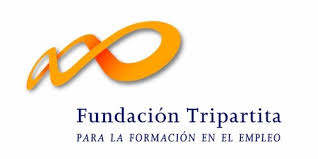 Fundación Tripartita
PARA LA FORMACIÓN EN EL EMPLEO